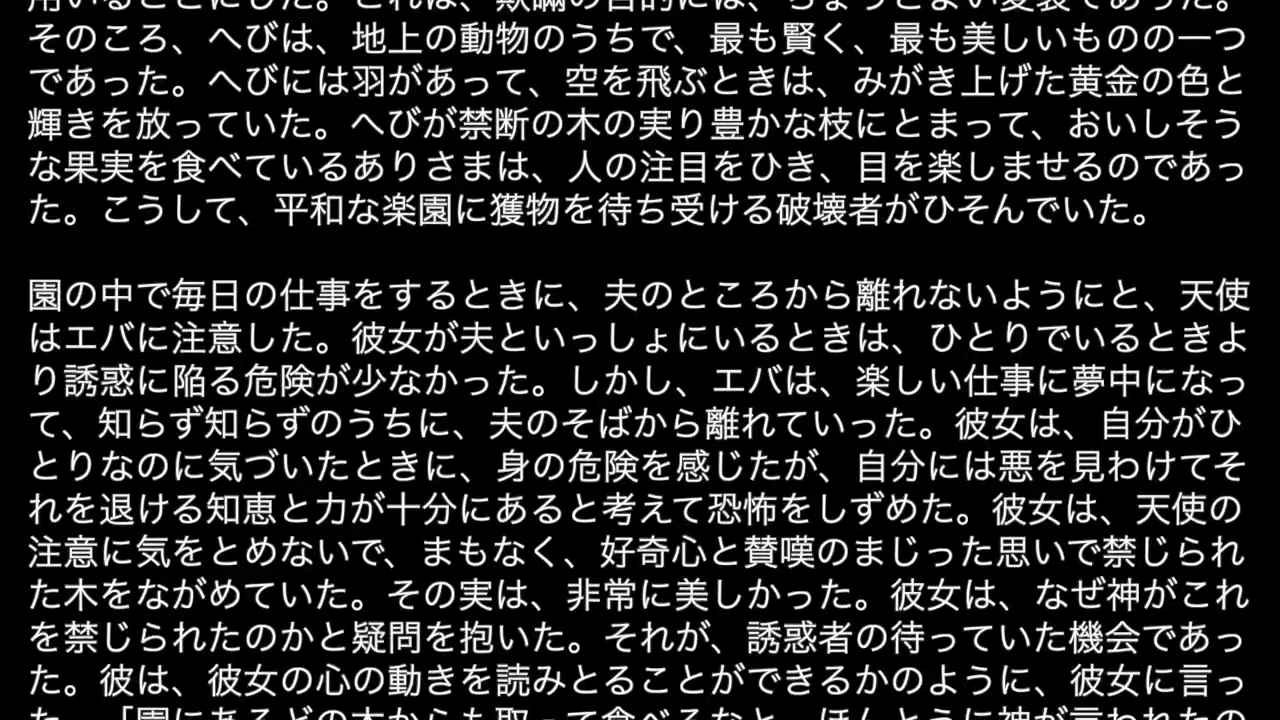 そのころ、へびは、地上の動物のうちで、最も賢く、最も美しいものの一つ
であった。へびには羽があって、空を飛ぶときは、みがき上げた黄金の色と
輝きを放っていた。へびが禁断の木の実り豊かな枝にとまって、おいしそう
な果実を食べているありさまは、人の注目をひき、目を楽しませるのであっ
た。こうして、平和な楽園に獲物を待ち受ける破壊者がひそんでいた。
園の中で毎日の仕事をするときに、夫のところから離れないようにと、天使
はエバに注意した。彼女が夫といっしょにいるときは、ひとりでいるときよ
り誘惑に陥る危険が少なかった。しかし、エバは、楽しい仕事に夢中になっ
て、知らず知らずのうちに、夫のそばから離れていった。彼女は、自分がひ
とりなのに気づいたときに、身の危険を感じたが、自分には悪を見わけてそ
れを退ける知恵と力が十分にあると考えて恐怖をしずめた。彼女は、天使の
注意に気をとめないで、まもなく、好奇心と賛嘆のまじった思いで禁じられ
た木をながめていた。その実は、非常に美しかった。彼女は、なぜ神がこれ
を禁じられたのかと疑問を抱いた。それが、誘惑者の待っていた機会であっ
た。彼は、彼女の心の動きを読みとることができるかのように、彼女に言っ